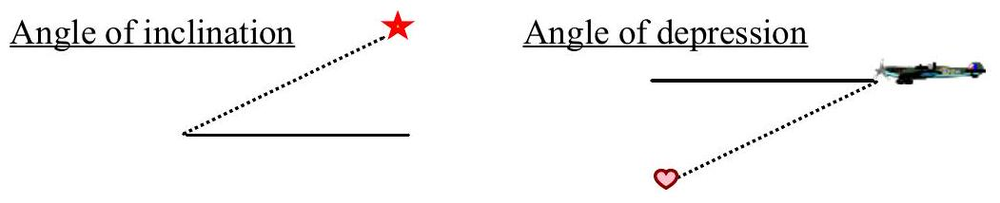 Angle of inclination
Angle of depression